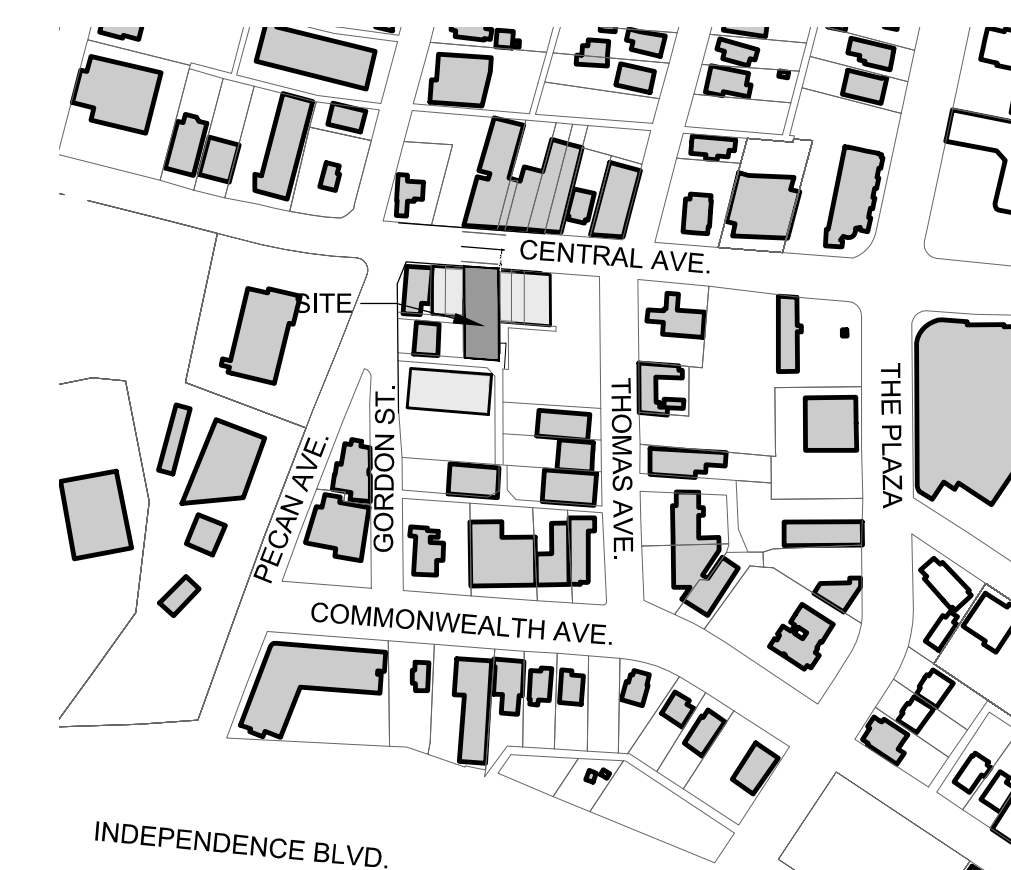 CENTRAL AVE.
SITE
THE PLAZA
THOMAS AVE.
GORDON ST.
PECAN AVE.
COMMONWEALTH AVE.
INDEPENDENCE BLVD.